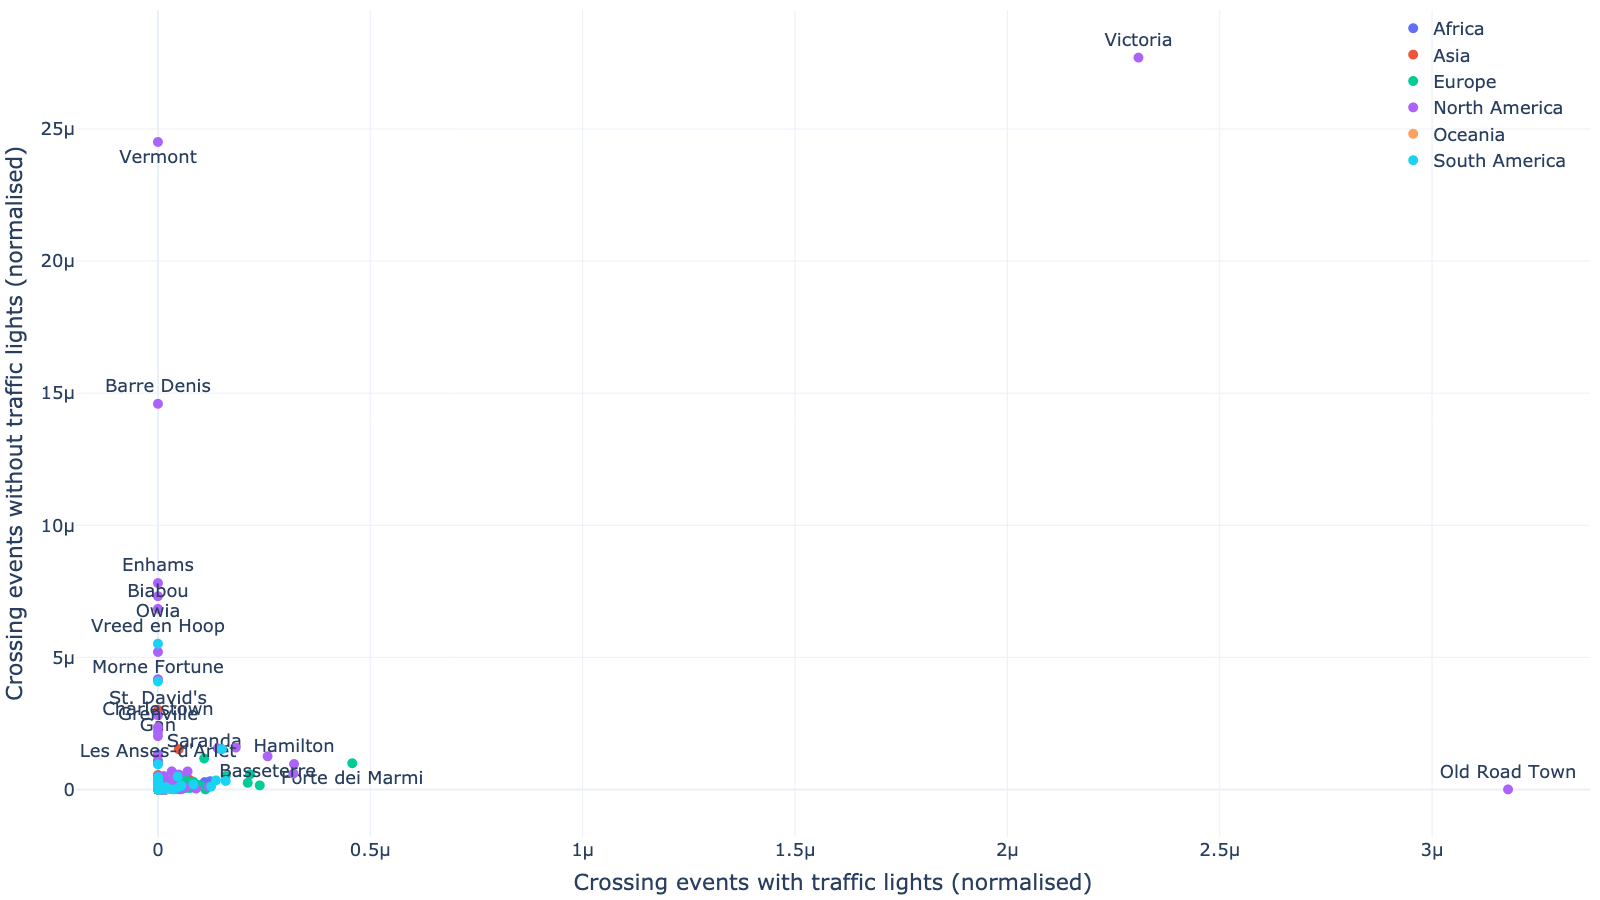 Victoria
Africa
Asia
Europe
North America
Oceania
South America
25μ
Vermont
20μ
Barre Denis
15μ
10μ
Enhams
Biabou
Owia
Vreed en Hoop
5μ
Morne Fortune
St. David's
Charlestown
Grenville
Gan
Saranda
Hamilton
Les Anses-d'Arlet
Basseterre
Forte dei Marmi
Old Road Town
0
0
0.5μ
1μ
1.5μ
2μ
2.5μ
3μ
Crossing events with traffic lights (normalised)
Crossing events without traffic lights (normalised)